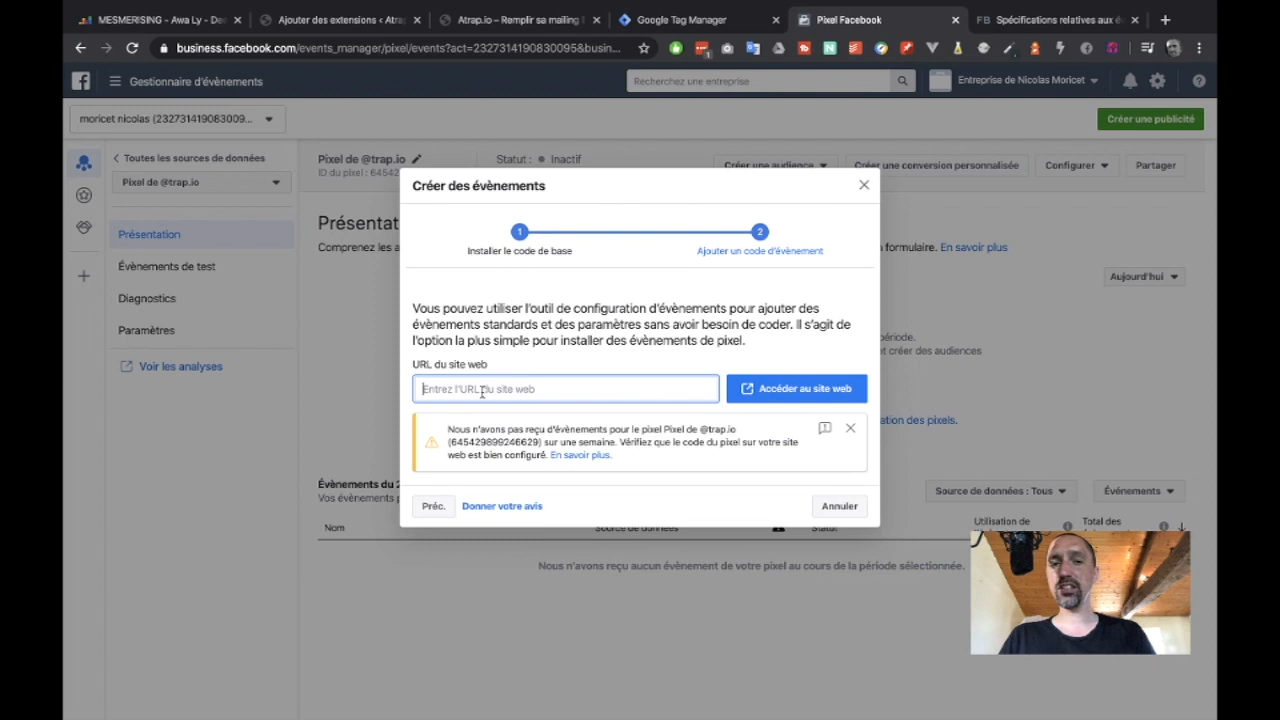 MESMERISING – Awa Ly – De
Ajouter des extensions ‹ Atra
Atrap.io – Remplir sa mailing
Google Tag Manager
Pixel Facebook
FB Spécifications relatives aux é
business.facebook.com/events_manager/pixel/events?act=2327314190830095&busin...
Gestionnaire d'évènements
Recherchez une entreprise
Entreprise de Nicolas Moricet
moricet nicolas (232731419083009...
Créer une publicité
Toutes les sources de données
Pixel de @trap.io
Présentation
Évènements de test
Diagnostics
Paramètres
Voir les analyses
Pixel de @trap.io
Statut : Inactif
ID du pixel : 6454
Créer une audience
Créer une conversion personnalisée
Configurer
Partager
Présentat
Comprenez les a
a formulaire. En savoir plus
Aujourd'hui
ériode.
et créer des audiences
ation des pixels.
Créer des évènements
1
2
Installer le code de base
Ajouter un code d'évènement
Vous pouvez utiliser l'outil de configuration d'évènements pour ajouter des
évènements standards et des paramètres sans avoir besoin de coder. Il s'agit de
l'option la plus simple pour installer des évènements de pixel.
URL du site web
Entrez l'URL du site web
Accéder au site web
Nous n'avons pas reçu d'évènements pour le pixel Pixel de @trap.io
(645429899246629) sur une semaine. Vérifiez que le code du pixel sur votre site
web est bien configuré. En savoir plus.
Préc.
Donner votre avis
Annuler
Évènements du 2
Vos évènements p
Source de données : Tous
Événements
Nom
Source de données
Statut
Utilisation de
Total des
Nous n'avons reçu aucun évènement de votre pixel au cours de la période sélectionnée.